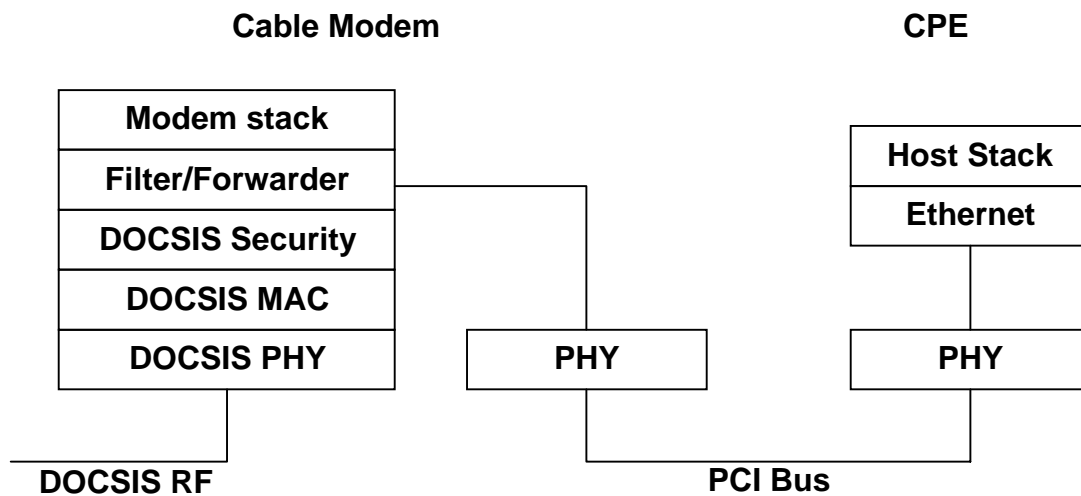 Cable Modem
CPE
Modem stack
Filter/Forwarder
DOCSIS Security
DOCSIS MAC
DOCSIS PHY
PHY
Host Stack
Ethernet
PHY
DOCSIS RF
PCI Bus